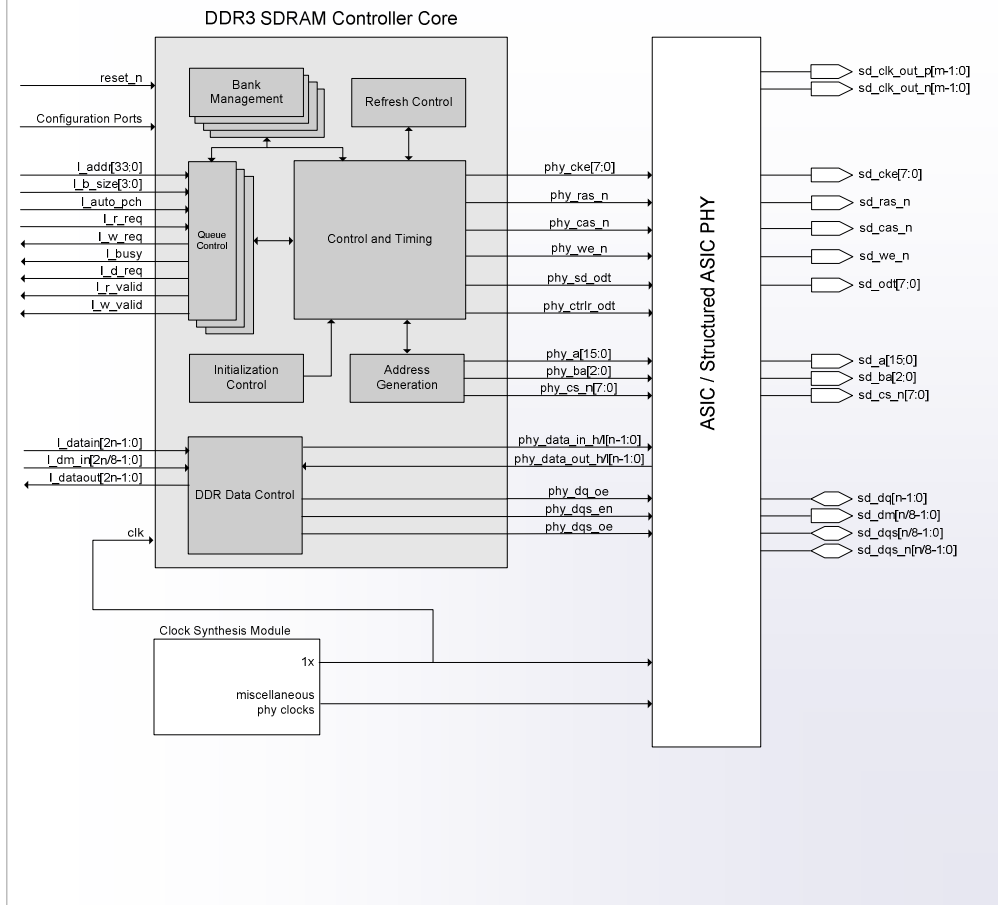 DDR3 SDRAM Controller Core
reset_n
Configuration Ports
l_addr[33:0]
l_b_size[3:0]
l_auto_pch
l_r_req
l_w_req
l_busy
l_d_req
l_r_valid
l_w_valid
l_datain[2n-1:0]
l_dm_in[2n/8-1:0]
l_dataout[2n-1:0]
clk
Bank
Management
Refresh Control
Queue
Control
Control and Timing
Initialization
Control
Address
Generation
DDR Data Control
phy_cke[7:0]
phy_ras_n
phy_cas_n
phy_we_n
phy_sd_odt
phy_ctrlr_odt
phy_a[15:0]
phy_ba[2:0]
phy_cs_n[7:0]
phy_data_in_h/l[n-1:0]
phy_data_out_h/l[n-1:0]
phy_dq_oe
phy_dqs_en
phy_dqs_oe
ASIC / Structured ASIC PHY
sd_clk_out_p[m-1:0]
sd_clk_out_n[m-1:0]
sd_cke[7:0]
sd_ras_n
sd_cas_n
sd_we_n
sd_odt[7:0]
sd_a[15:0]
sd_ba[2:0]
sd_cs_n[7:0]
sd_dq[n-1:0]
sd_dm[n/8-1:0]
sd_dqs[n/8-1:0]
sd_dqs_n[n/8-1:0]
Clock Synthesis Module
1x
miscellaneous
phy clocks